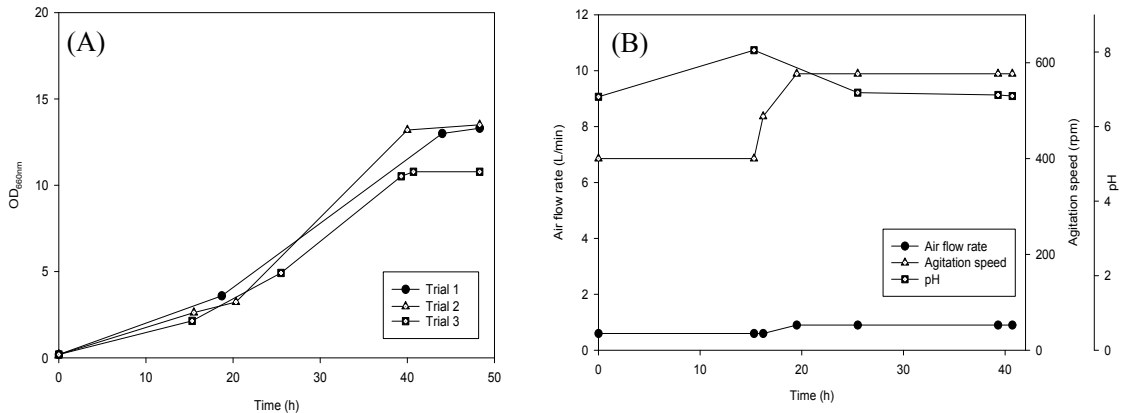 (A)
20
15
10
5
0
OD660nm
0 10 20 30 40 50
Time (h)
Trial 1
Trial 2
Trial 3
(B)
12
10
8
6
4
2
0
Air flow rate (L/min)
0 10 20 30 40
Time (h)
600
400
200
0
Agitation speed (rpm)
8
6
4
2
0
pH
Air flow rate
Agitation speed
pH